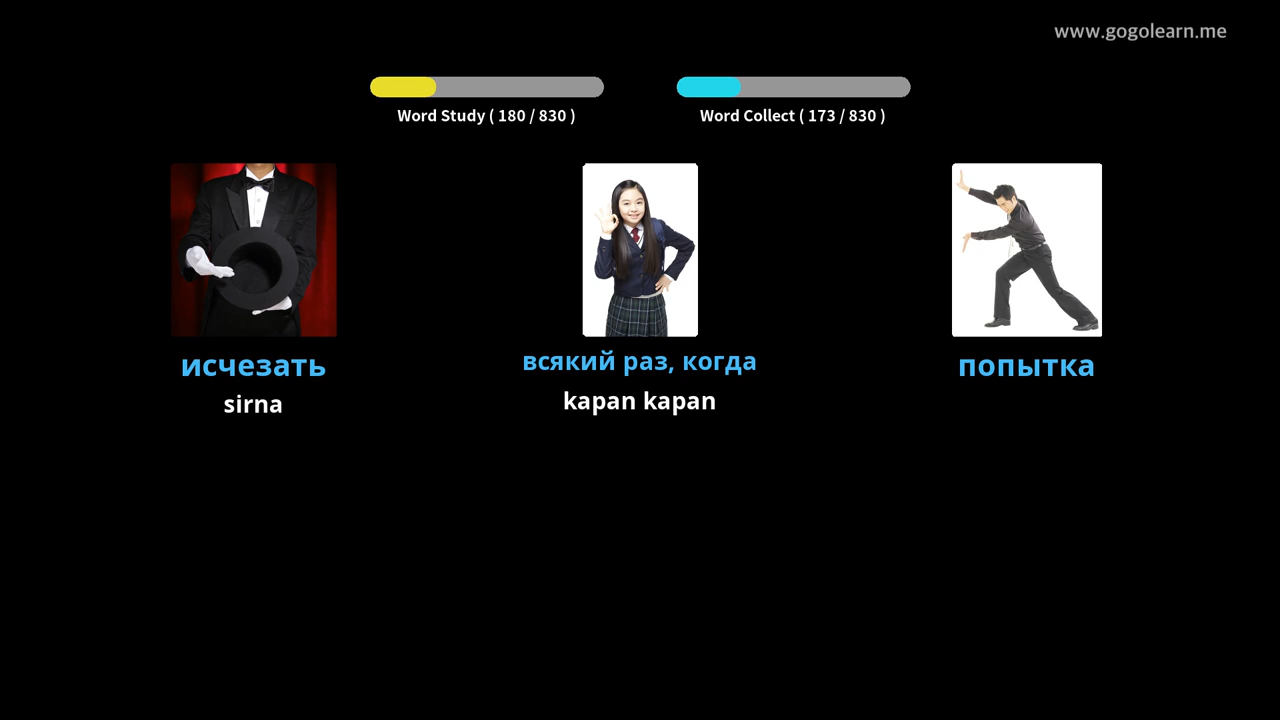 www.gogolearn.me
Word Study ( 180 / 830 )
Word Collect ( 173 / 830 )
исчезать
sirna
всякий раз, когда
kapan kapan
попытка